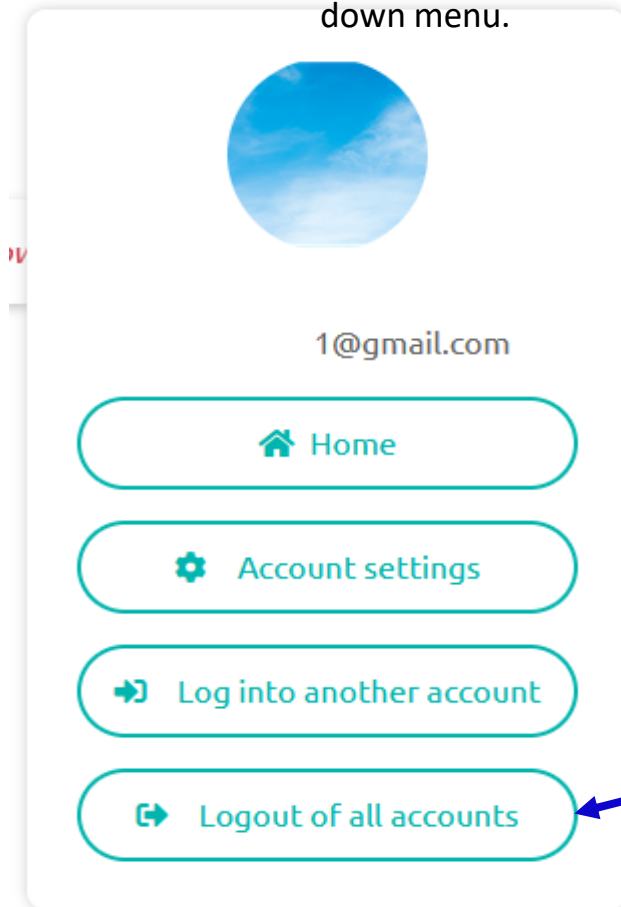 down menu.
1@gmail.com
Home
Account settings
Log into another account
Logout of all accounts